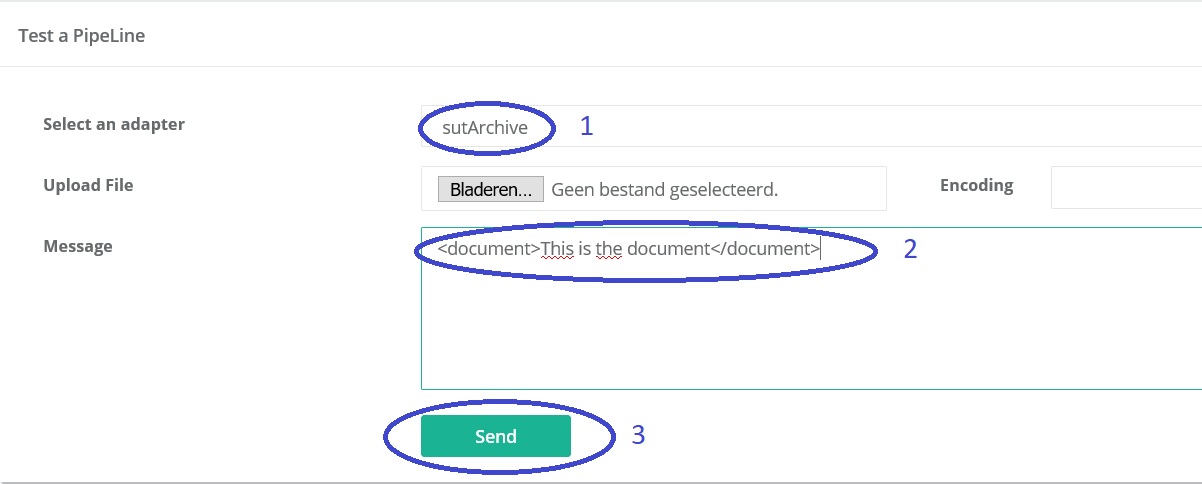 Test a PipeLine
Select an adapter
sutArchive 1
Upload File
Bladeren... Geen bestand geselecteerd.
Encoding
Message
<document>This is the document</document> 2
Send 3